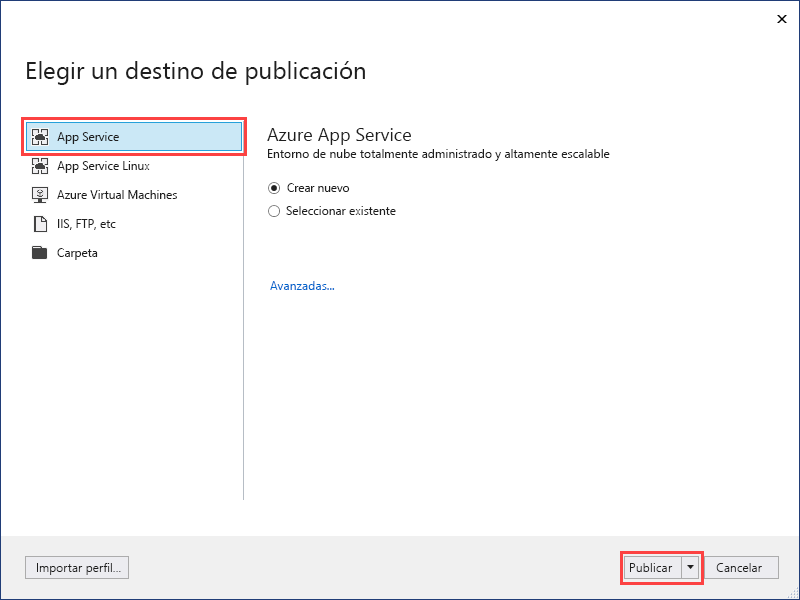 Elegir un destino de publicación
App Service
App Service Linux
Azure Virtual Machines
IIS, FTP, etc
Carpeta
Azure App Service
Entorno de nube totalmente administrado y altamente escalable
Crear nuevo
Seleccionar existente
Avanzadas...
Importar perfil...
Publicar
Cancelar